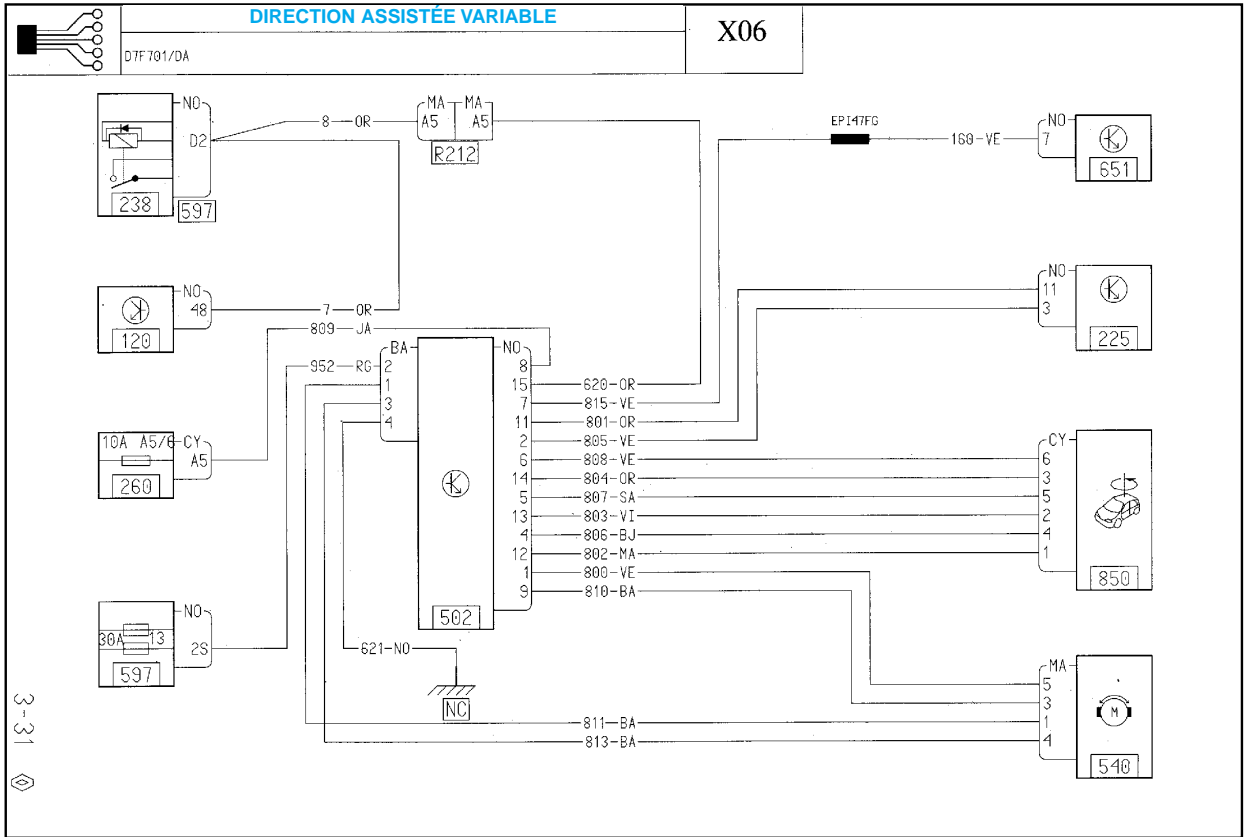 DIRECTION ASSISTÉE VARIABLE
X06
D7F701/DA
NO
D2
238
597
8-OR
MA MA
A5 A5
R212
EPI47FG
160-VE
NO
7
651
NO
48
120
7-OR
809-JA
NO
11
3
225
952-RG
BA
2
1
3
4
502
NO
8
15
7
11
2
6
14
5
13
4
12
1
9
620-OR
815-VE
801-OR
805-VE
808-VE
804-OR
807-SA
803-VI
806-BJ
802-MA
800-VE
810-BA
10A A5/6 CY
A5
260
CY
6
3
5
2
4
1
850
NO
30A 13
2S
597
621-NO
NC
811-BA
813-BA
MA
5
3
1
4
M
540
3-31